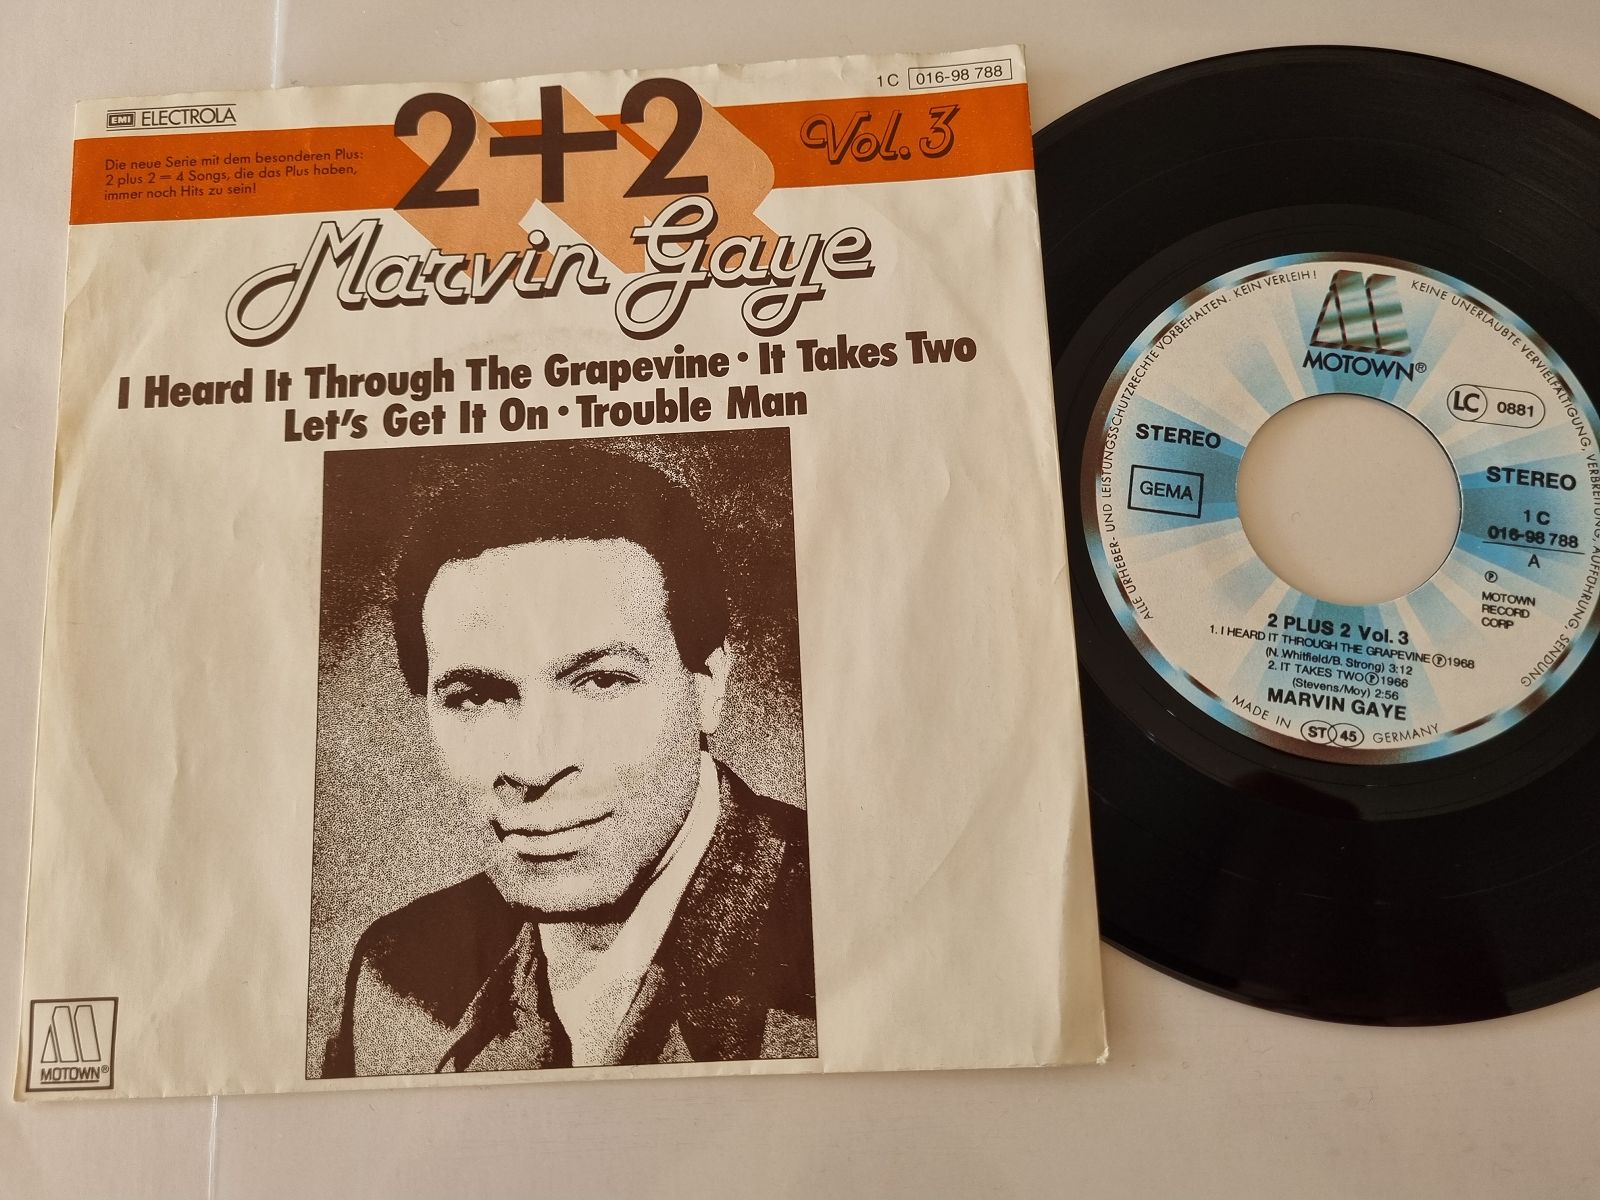 EMI ELECTROLA
1 C 016-98 788
Die neue Serie mit dem besonderen Plus:
2 plus 2 = 4 Songs, die das Plus haben,
immer noch Hits zu sein!
2+2
Vol. 3
Marvin Gaye
I Heard It Through The Grapevine • It Takes Two
Let's Get It On • Trouble Man
MOTOWN®
ALLE URHEBER- UND LEISTUNGSSCHUTZRECHTE VORBEHALTEN. KEIN VERLEIH!
KEINE UNERLAUBTE VERVIELFÄLTIGUNG, VERBREITUNG, AUFFÜHRUNG, SENDUNG
MOTOWN®
LC 0881
STEREO
GEMA
STEREO
1 C
016-98 788
A
℗
MOTOWN
RECORD
CORP
2 PLUS 2 Vol. 3
1. I HEARD IT THROUGH THE GRAPEVINE ℗ 1968
(N. Whitfield/B. Strong) 3:12
2. IT TAKES TWO ℗ 1966
(Stevens/Moy) 2:56
MARVIN GAYE
MADE IN ST 45 GERMANY